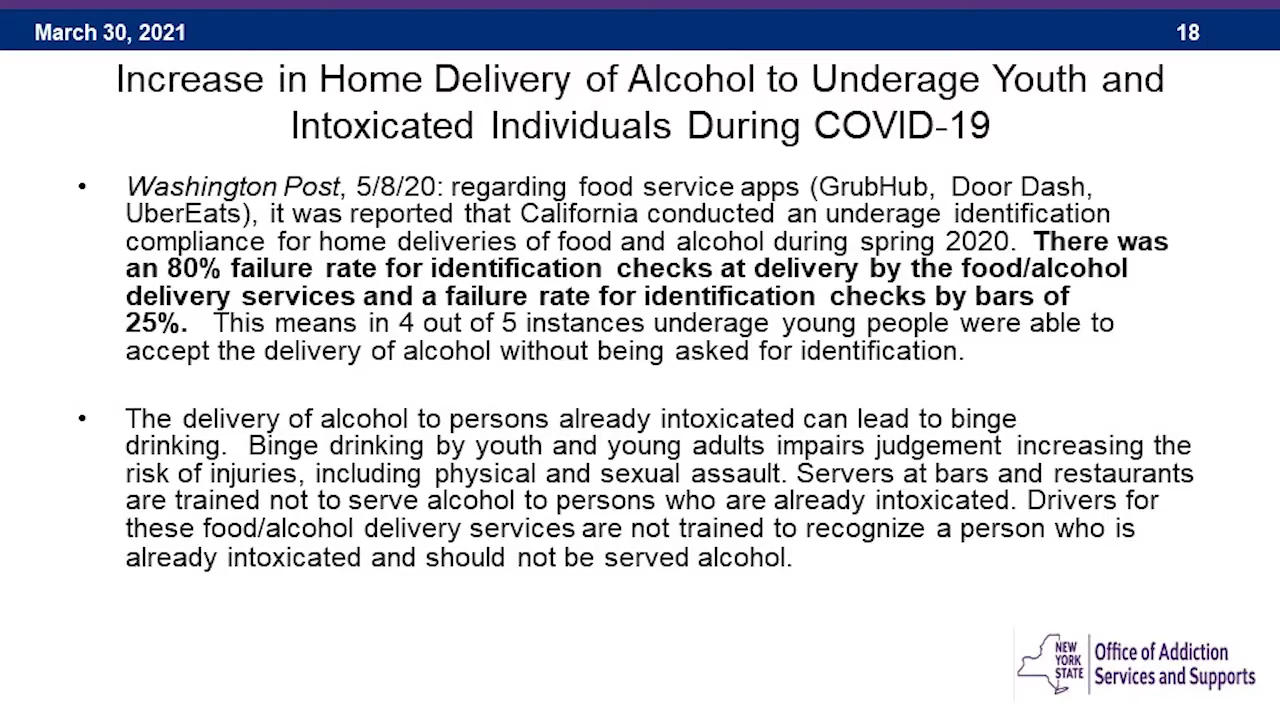 March 30, 2021
18
Increase in Home Delivery of Alcohol to Underage Youth and
Intoxicated Individuals During COVID-19
• Washington Post, 5/8/20: regarding food service apps (GrubHub, Door Dash,
UberEats), it was reported that California conducted an underage identification
compliance for home deliveries of food and alcohol during spring 2020. There was
an 80% failure rate for identification checks at delivery by the food/alcohol
delivery services and a failure rate for identification checks by bars of
25%. This means in 4 out of 5 instances underage young people were able to
accept the delivery of alcohol without being asked for identification.
• The delivery of alcohol to persons already intoxicated can lead to binge
drinking. Binge drinking by youth and young adults impairs judgement increasing the
risk of injuries, including physical and sexual assault. Servers at bars and restaurants
are trained not to serve alcohol to persons who are already intoxicated. Drivers for
these food/alcohol delivery services are not trained to recognize a person who is
already intoxicated and should not be served alcohol.
NEW
YORK
STATE
Office of Addiction
Services and Supports